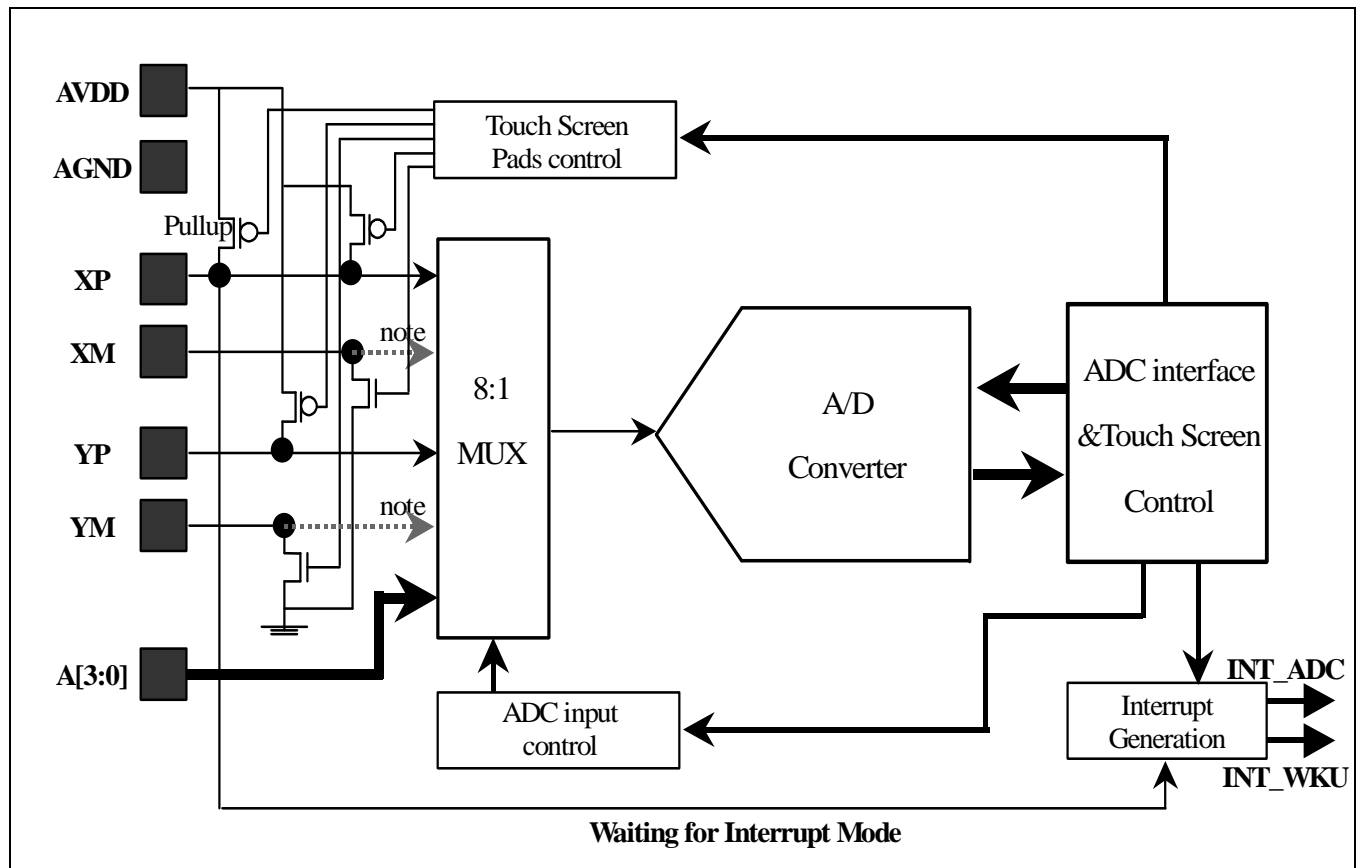 AVDD
Touch Screen
Pads control
AGND
Pullup
XP
note
XM
8:1
MUX
A/D
Converter
ADC interface
&Touch Screen
Control
YP
note
YM
A[3:0]
ADC input
control
INT_ADC
Interrupt
Generation
INT_WKU
Waiting for Interrupt Mode